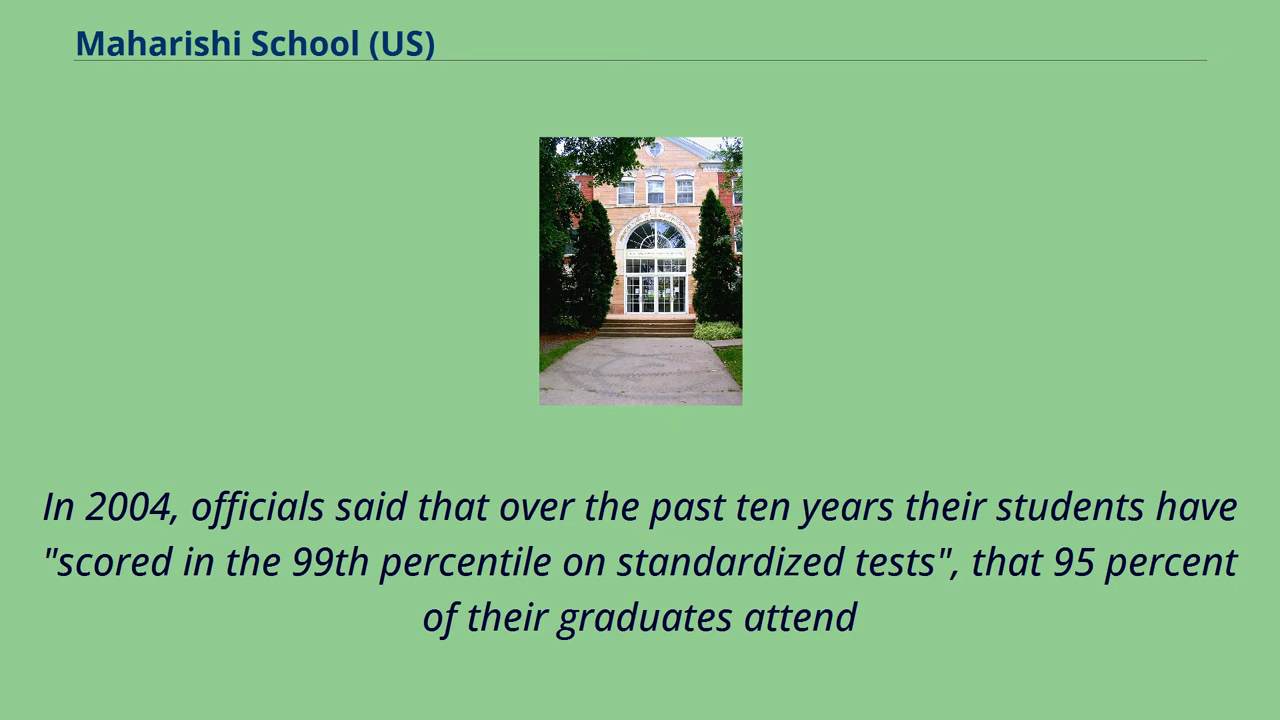 Maharishi School (US)
In 2004, officials said that over the past ten years their students have
"scored in the 99th percentile on standardized tests", that 95 percent
of their graduates attend